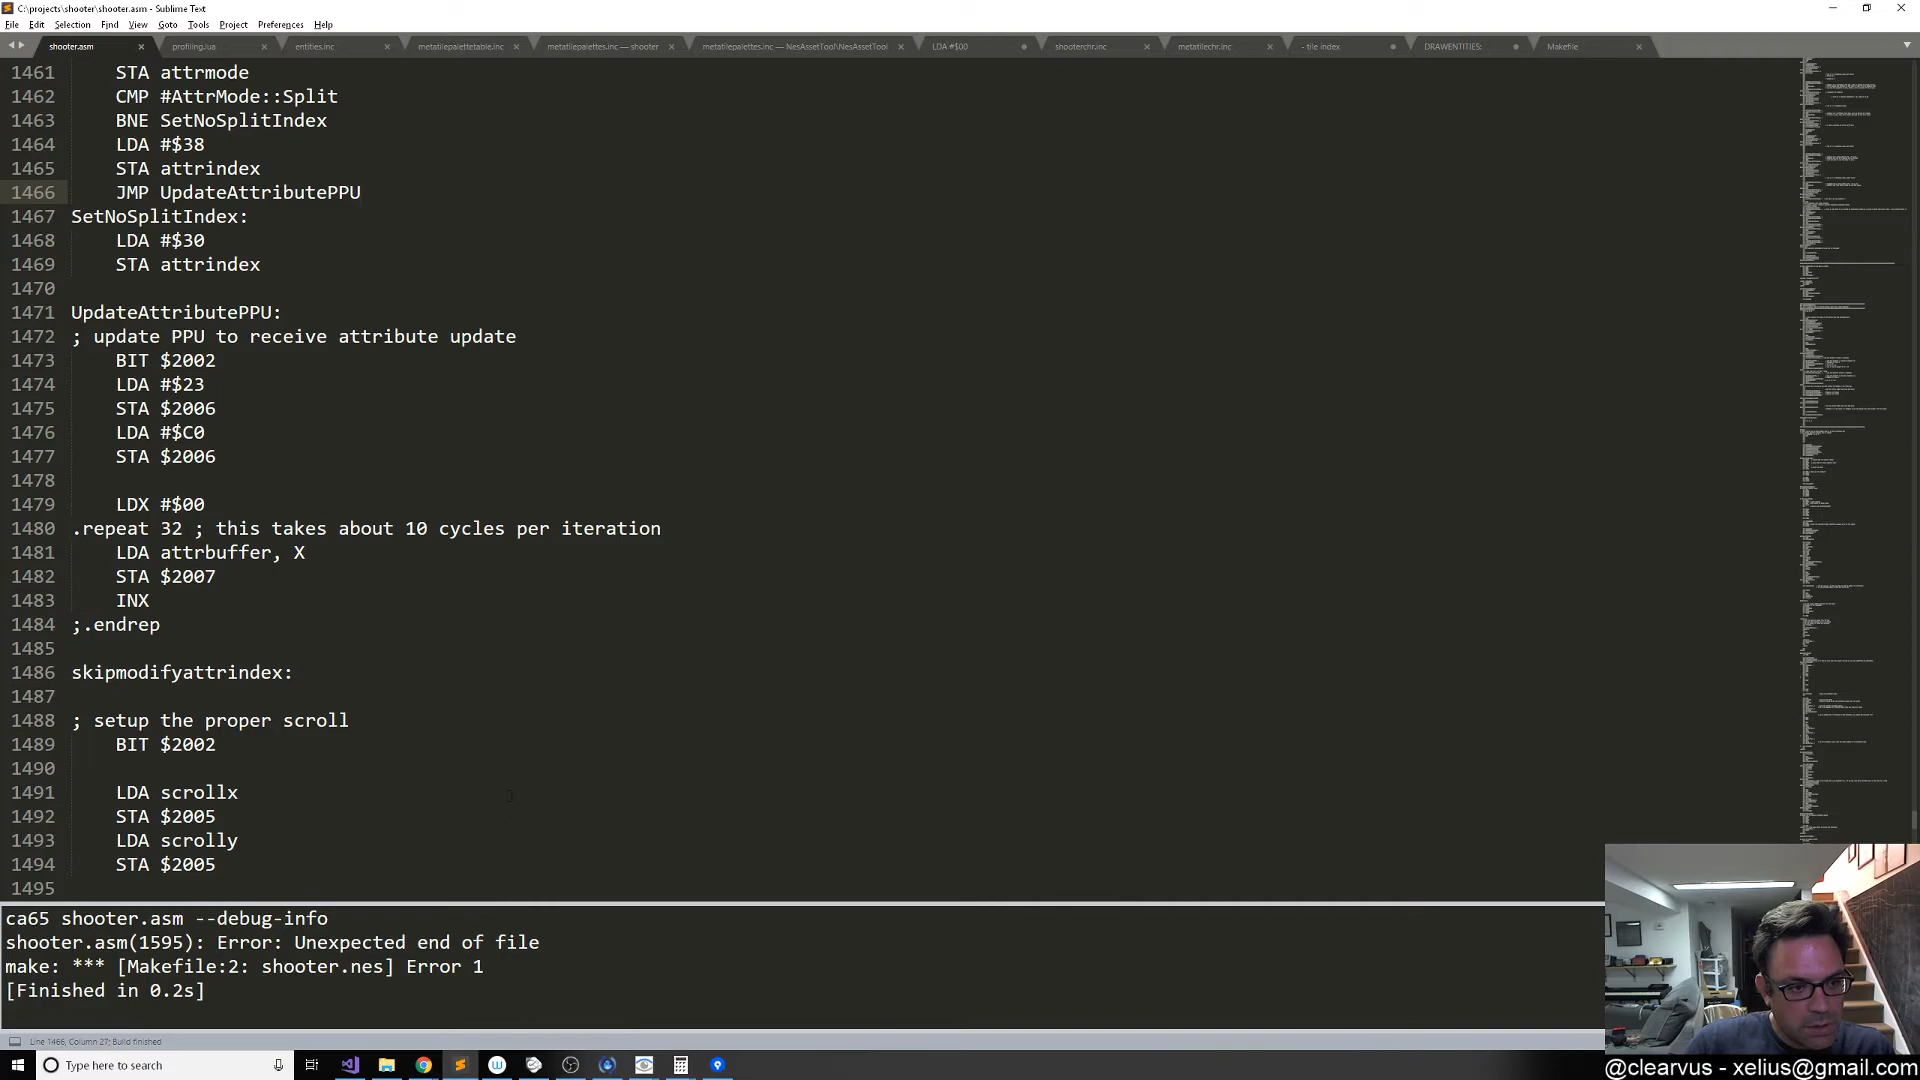 C:\projects\shooter\shooter.asm - Sublime Text
File Edit Selection Find View Goto Tools Project Preferences Help
shooter.asm profiling.lua entities.inc metatilepalettetable.inc metatilepalettes.inc — shooter metatilepalettes.inc — NesAssetTool\NesAssetTool LDA #$00 shooterchr.inc metatilechr.inc - tile index DRAWENTITIES: Makefile
1461 STA attrmode
1462 CMP #AttrMode::Split
1463 BNE SetNoSplitIndex
1464 LDA #$38
1465 STA attrindex
1466 JMP UpdateAttributePPU
1467 SetNoSplitIndex:
1468 LDA #$30
1469 STA attrindex
1470
1471 UpdateAttributePPU:
1472 ; update PPU to receive attribute update
1473 BIT $2002
1474 LDA #$23
1475 STA $2006
1476 LDA #$C0
1477 STA $2006
1478
1479 LDX #$00
1480 .repeat 32 ; this takes about 10 cycles per iteration
1481 LDA attrbuffer, X
1482 STA $2007
1483 INX
1484 ;.endrep
1485
1486 skipmodifyattrindex:
1487
1488 ; setup the proper scroll
1489 BIT $2002
1490
1491 LDA scrollx
1492 STA $2005
1493 LDA scrolly
1494 STA $2005
1495
ca65 shooter.asm --debug-info
shooter.asm(1595): Error: Unexpected end of file
make: *** [Makefile:2: shooter.nes] Error 1
[Finished in 0.2s]
Line 1466, Column 27; Build finished
Type here to search
@clearvus - xelius@gmail.com